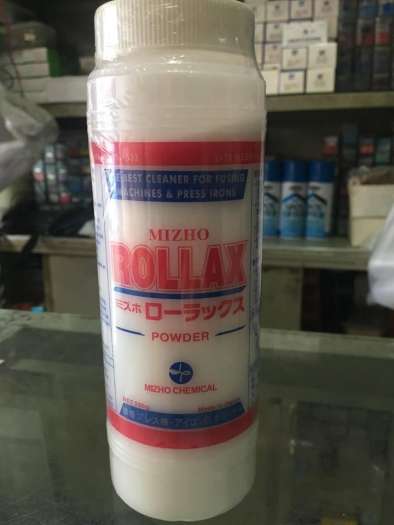 BEST CLEANER FOR FUSING
MACHINES & PRESS IRONS
MIZHO
ROLLAX
ミズホ ローラックス
POWDER
MIZHO CHEMICAL